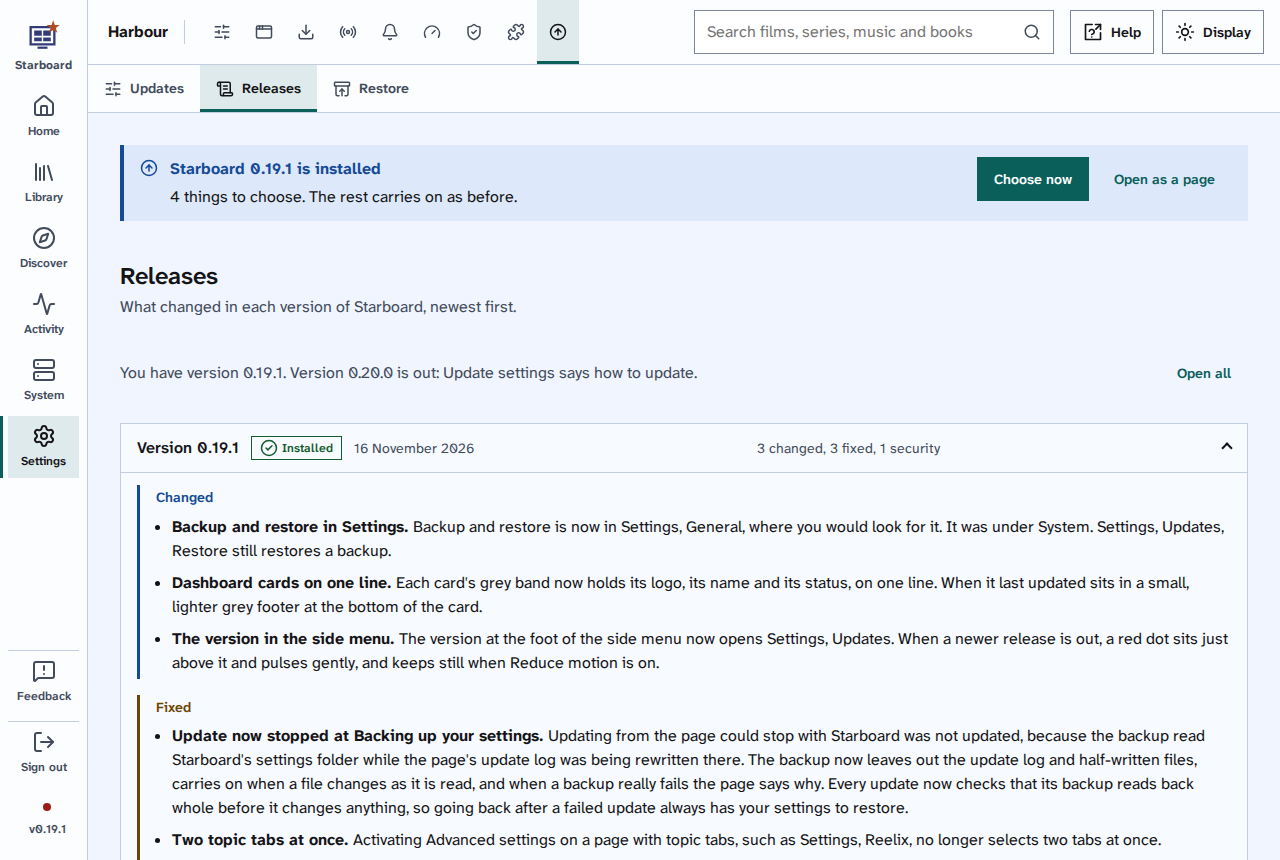 Starboard
Home
Library
Discover
Activity
System
Settings
Feedback
Sign out
v0.19.1
Harbour
Search films, series, music and books
Help
Display
Updates
Releases
Restore
Starboard 0.19.1 is installed
4 things to choose. The rest carries on as before.
Choose now
Open as a page
Releases
What changed in each version of Starboard, newest first.
You have version 0.19.1. Version 0.20.0 is out: Update settings says how to update.
Open all
Version 0.19.1
Installed
16 November 2026
3 changed, 3 fixed, 1 security
Changed
Backup and restore in Settings. Backup and restore is now in Settings, General, where you would look for it. It was under System. Settings, Updates,
Restore still restores a backup.
Dashboard cards on one line. Each card's grey band now holds its logo, its name and its status, on one line. When it last updated sits in a small,
lighter grey footer at the bottom of the card.
The version in the side menu. The version at the foot of the side menu now opens Settings, Updates. When a newer release is out, a red dot sits just
above it and pulses gently, and keeps still when Reduce motion is on.
Fixed
Update now stopped at Backing up your settings. Updating from the page could stop with Starboard was not updated, because the backup read
Starboard's settings folder while the page's update log was being rewritten there. The backup now leaves out the update log and half-written files,
carries on when a file changes as it is read, and when a backup really fails the page says why. Every update now checks that its backup reads back
whole before it changes anything, so going back after a failed update always has your settings to restore.
Two topic tabs at once. Activating Advanced settings on a page with topic tabs, such as Settings, Reelix, no longer selects two tabs at once.